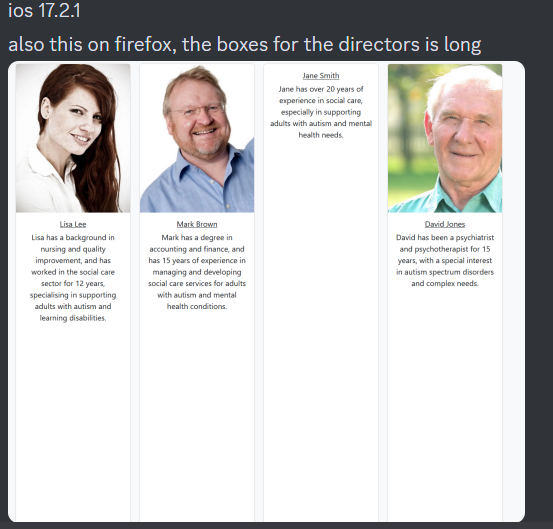 ios 17.2.1
also this on firefox, the boxes for the directors is long
Lisa Lee
Lisa has a background in
nursing and quality
improvement, and has
worked in the social care
sector for 12 years,
specialising in supporting
adults with autism and
learning disabilities.
Mark Brown
Mark has a degree in
accounting and finance, and
has 15 years of experience in
managing and developing
social care services for adults
with autism and mental
health conditions.
Jane Smith
Jane has over 20 years of
experience in social care,
especially in supporting
adults with autism and mental
health needs.
David Jones
David has been a psychiatrist
and psychotherapist for 15
years, with a special interest
in autism spectrum disorders
and complex needs.